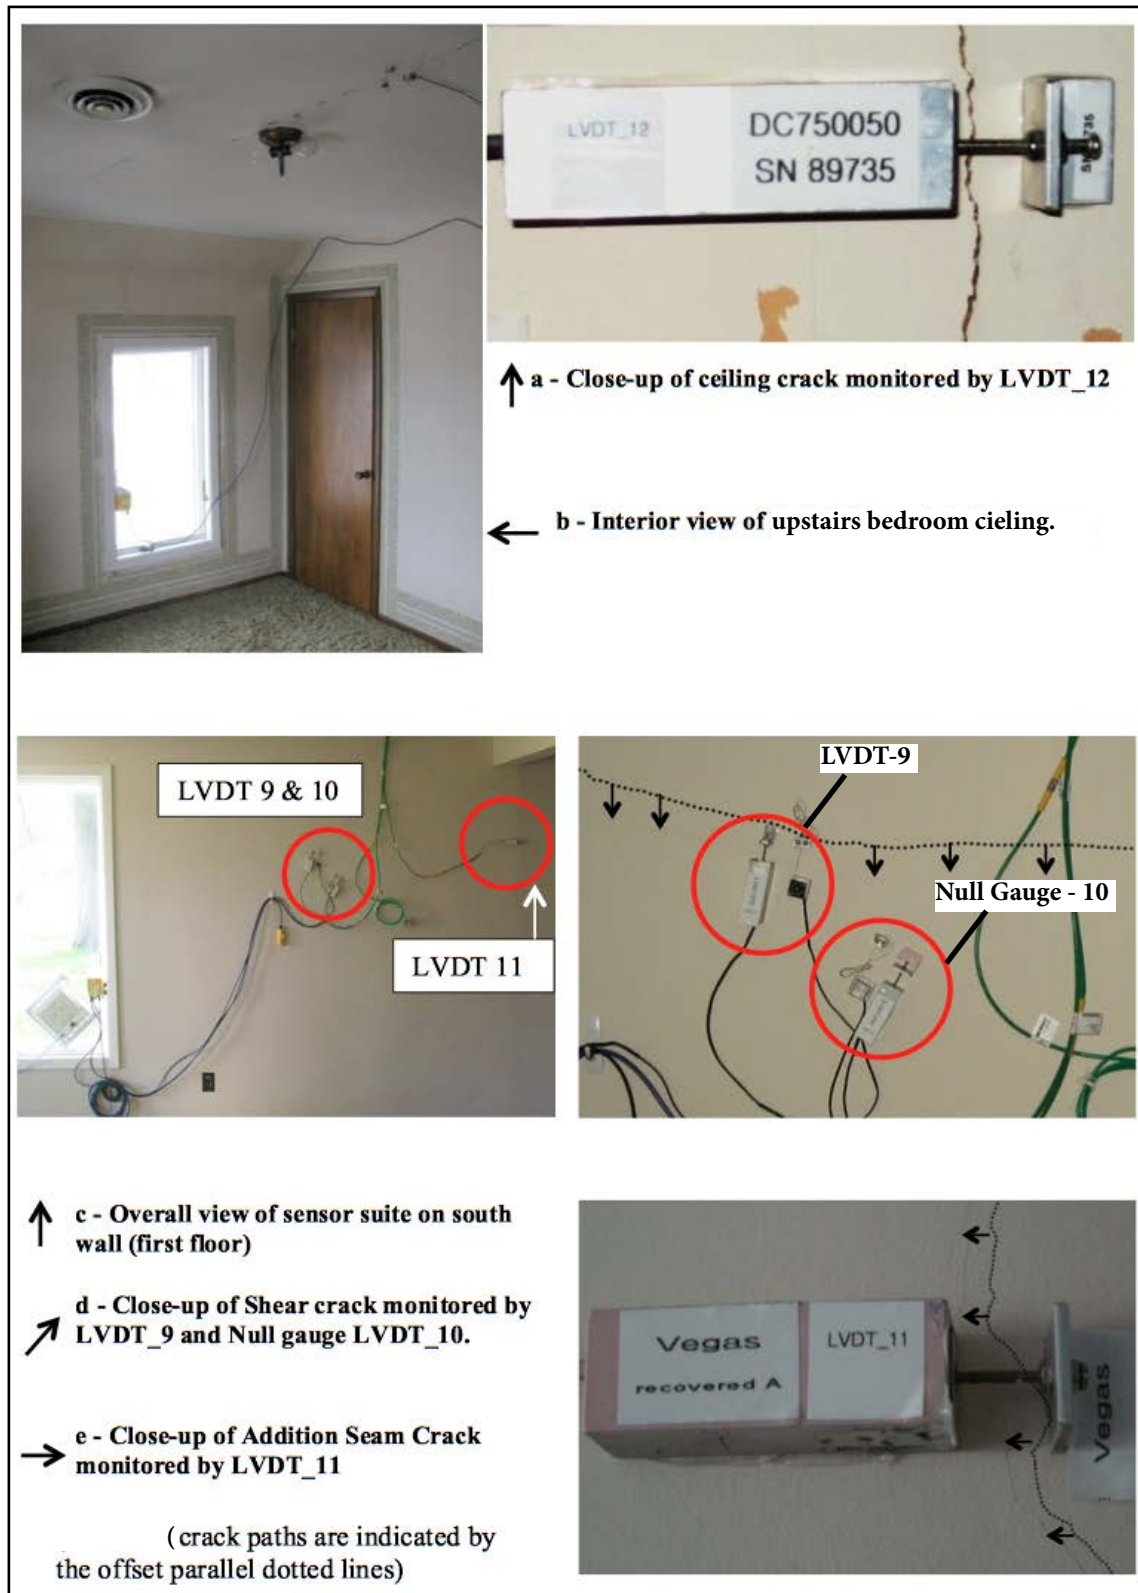 LVDT_12
DC750050
SN 89735
a - Close-up of ceiling crack monitored by LVDT_12
b - Interior view of upstairs bedroom cieling.
LVDT 9 & 10
LVDT 11
LVDT-9
Null Gauge - 10
c - Overall view of sensor suite on south
wall (first floor)
d - Close-up of Shear crack monitored by
LVDT_9 and Null gauge LVDT_10.
e - Close-up of Addition Seam Crack
monitored by LVDT_11
(crack paths are indicated by
the offset parallel dotted lines)
Vegas
recovered A
LVDT_11
Vegas